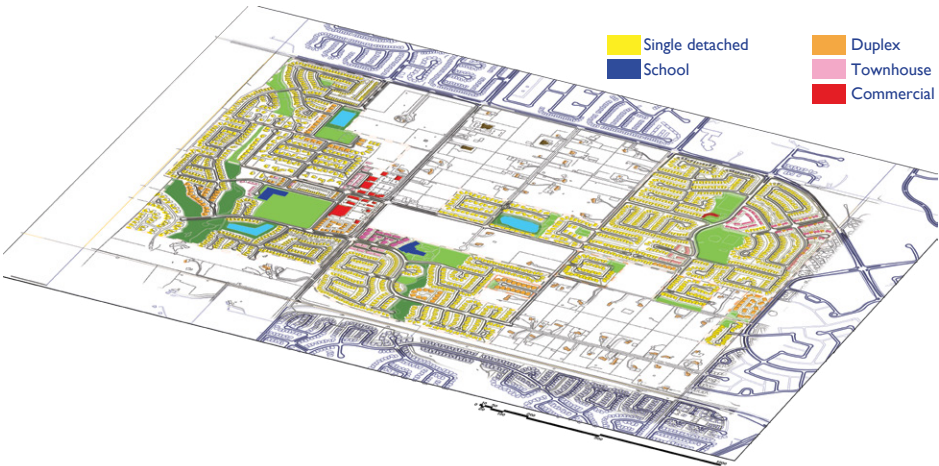 Single detached
School
Duplex
Townhouse
Commercial